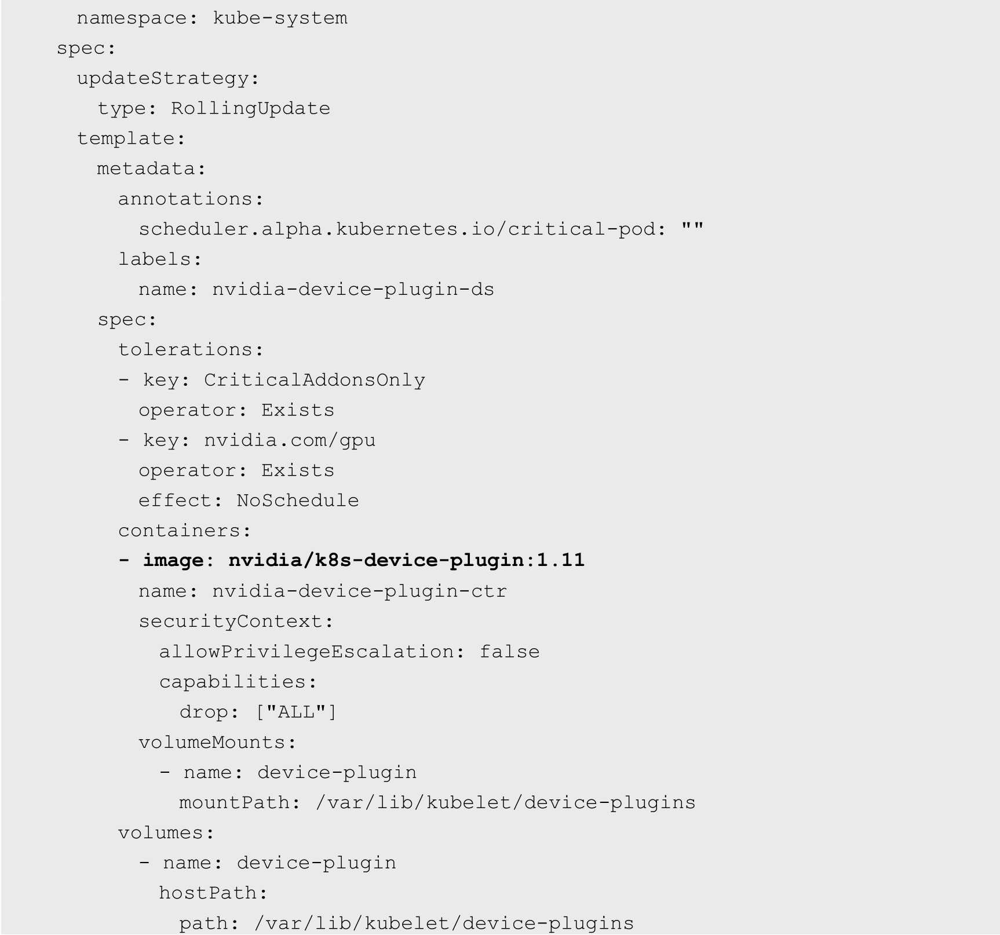 namespace: kube-system
spec:
updateStrategy:
type: RollingUpdate
template:
metadata:
annotations:
scheduler.alpha.kubernetes.io/critical-pod: ""
labels:
name: nvidia-device-plugin-ds
spec:
tolerations:
- key: CriticalAddonsOnly
operator: Exists
- key: nvidia.com/gpu
operator: Exists
effect: NoSchedule
containers:
- image: nvidia/k8s-device-plugin:1.11
name: nvidia-device-plugin-ctr
securityContext:
allowPrivilegeEscalation: false
capabilities:
drop: ["ALL"]
volumeMounts:
- name: device-plugin
mountPath: /var/lib/kubelet/device-plugins
volumes:
- name: device-plugin
hostPath:
path: /var/lib/kubelet/device-plugins